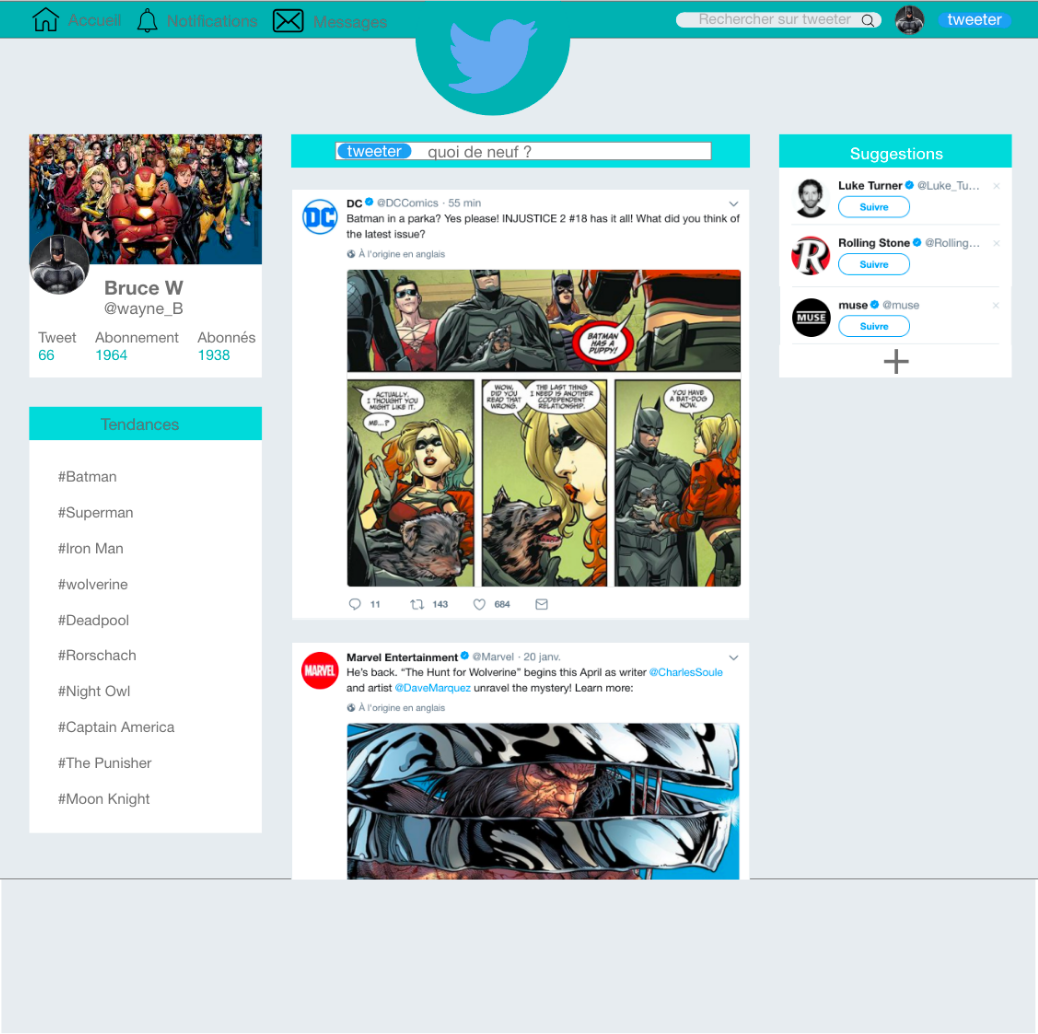 Accueil
Notifications
Messages
Rechercher sur tweeter
tweeter
Bruce W
@wayne_B
Tweet
Abonnement
Abonnés
66
1964
1938
Tendances
#Batman
#Superman
#Iron Man
#wolverine
#Deadpool
#Rorschach
#Night Owl
#Captain America
#The Punisher
#Moon Knight
tweeter
quoi de neuf ?
DC
DC @DCComics · 55 min
Batman in a parka? Yes please! INJUSTICE 2 #18 has it all! What did you think of
the latest issue?
À l'origine en anglais
BATMAN
HAS A
PUPPY!
ACTUALLY,
I THOUGHT YOU
MIGHT LIKE IT.
ME...?
WOW,
DID YOU
READ THAT
WRONG.
THE LAST THING
I NEED IS ANOTHER
CODEPENDENT
RELATIONSHIP.
YOU HAVE
A BAT-DOG
NOW.
11
143
684
MARVEL
Marvel Entertainment @Marvel · 20 janv.
He's back. “The Hunt for Wolverine” begins this April as writer @CharlesSoule
and artist @DaveMarquez unravel the mystery! Learn more:
À l'origine en anglais
Suggestions
Luke Turner @Luke_Tu...
Suivre
R
Rolling Stone @Rolling...
Suivre
MUSE
muse @muse
Suivre